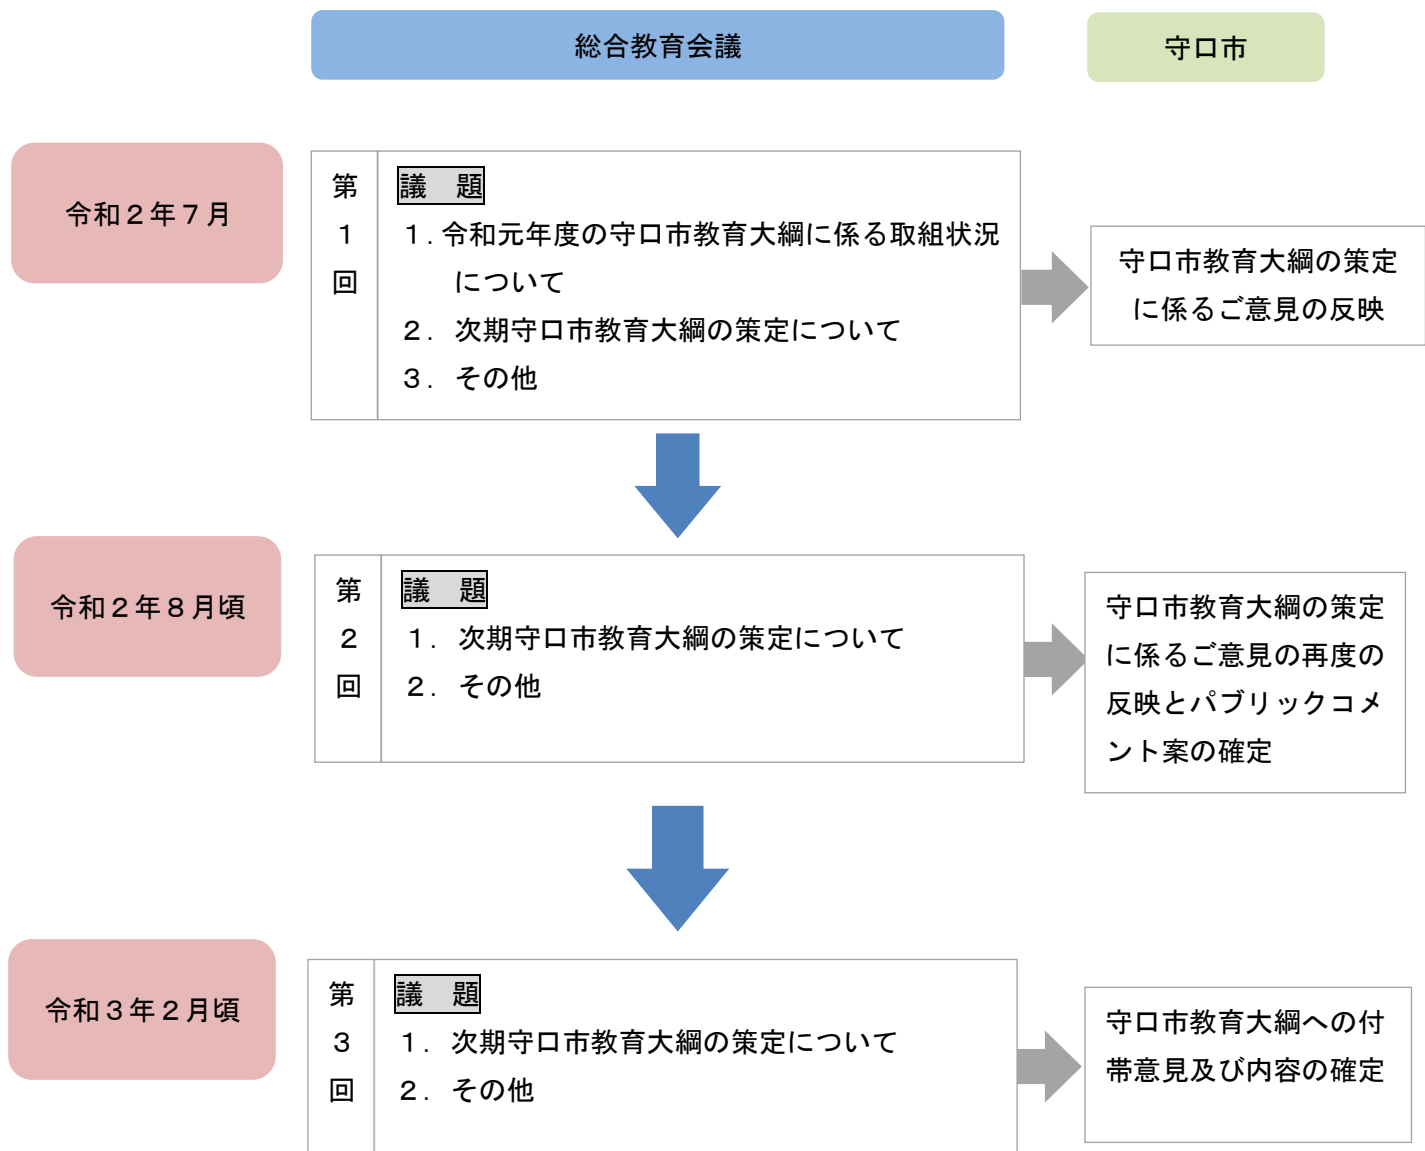 総合教育会議
守口市
令和２年７月
第
１
回
議　題
１. 令和元年度の守口市教育大綱に係る取組状況
について
２. 次期守口市教育大綱の策定について
３. その他
守口市教育大綱の策定
に係るご意見の反映
令和２年８月頃
第
２
回
議　題
１. 次期守口市教育大綱の策定について
２. その他
守口市教育大綱の策定
に係るご意見の再度の
反映とパブリックコメ
ント案の確定
令和３年２月頃
第
３
回
議　題
１. 次期守口市教育大綱の策定について
２. その他
守口市教育大綱への付
帯意見及び内容の確定